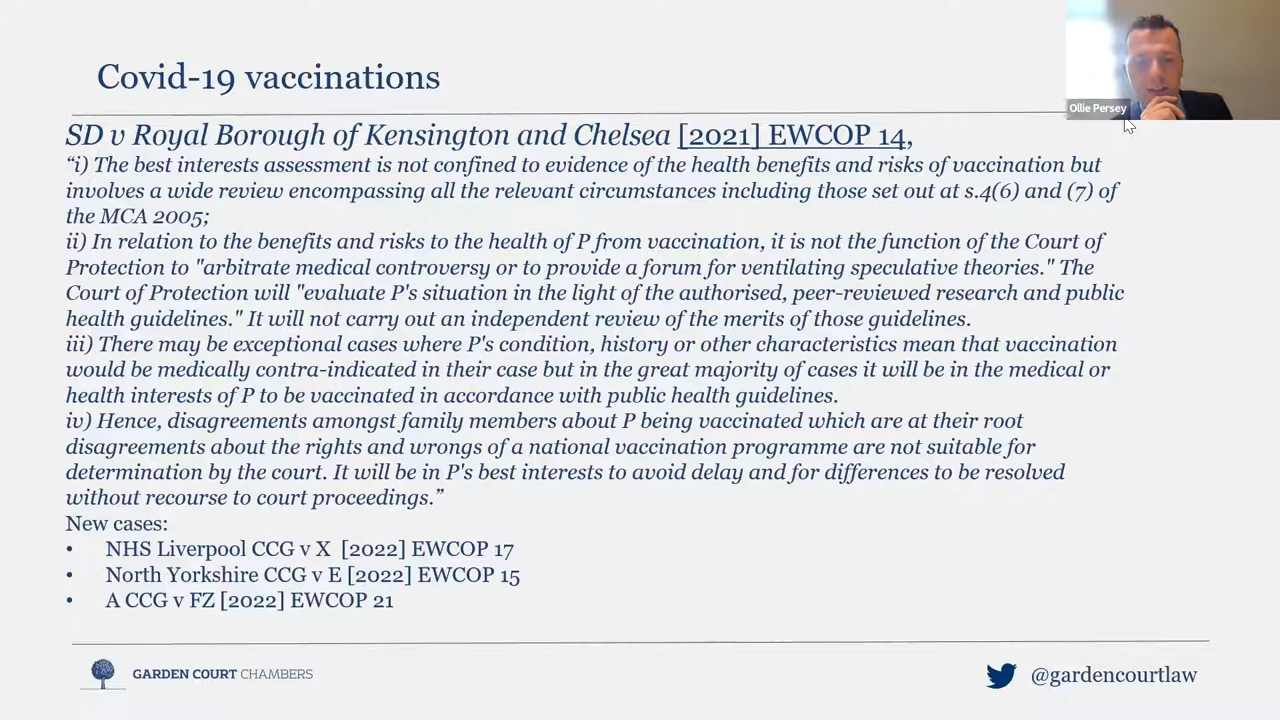 Covid-19 vaccinations
Ollie Persey
SD v Royal Borough of Kensington and Chelsea [2021] EWCOP 14,
“i) The best interests assessment is not confined to evidence of the health benefits and risks of vaccination but
involves a wide review encompassing all the relevant circumstances including those set out at s.4(6) and (7) of
the MCA 2005;
ii) In relation to the benefits and risks to the health of P from vaccination, it is not the function of the Court of
Protection to "arbitrate medical controversy or to provide a forum for ventilating speculative theories." The
Court of Protection will "evaluate P's situation in the light of the authorised, peer-reviewed research and public
health guidelines." It will not carry out an independent review of the merits of those guidelines.
iii) There may be exceptional cases where P's condition, history or other characteristics mean that vaccination
would be medically contra-indicated in their case but in the great majority of cases it will be in the medical or
health interests of P to be vaccinated in accordance with public health guidelines.
iv) Hence, disagreements amongst family members about P being vaccinated which are at their root
disagreements about the rights and wrongs of a national vaccination programme are not suitable for
determination by the court. It will be in P's best interests to avoid delay and for differences to be resolved
without recourse to court proceedings.”
New cases:
• NHS Liverpool CCG v X [2022] EWCOP 17
• North Yorkshire CCG v E [2022] EWCOP 15
• A CCG v FZ [2022] EWCOP 21
GARDEN COURT CHAMBERS
@gardencourtlaw